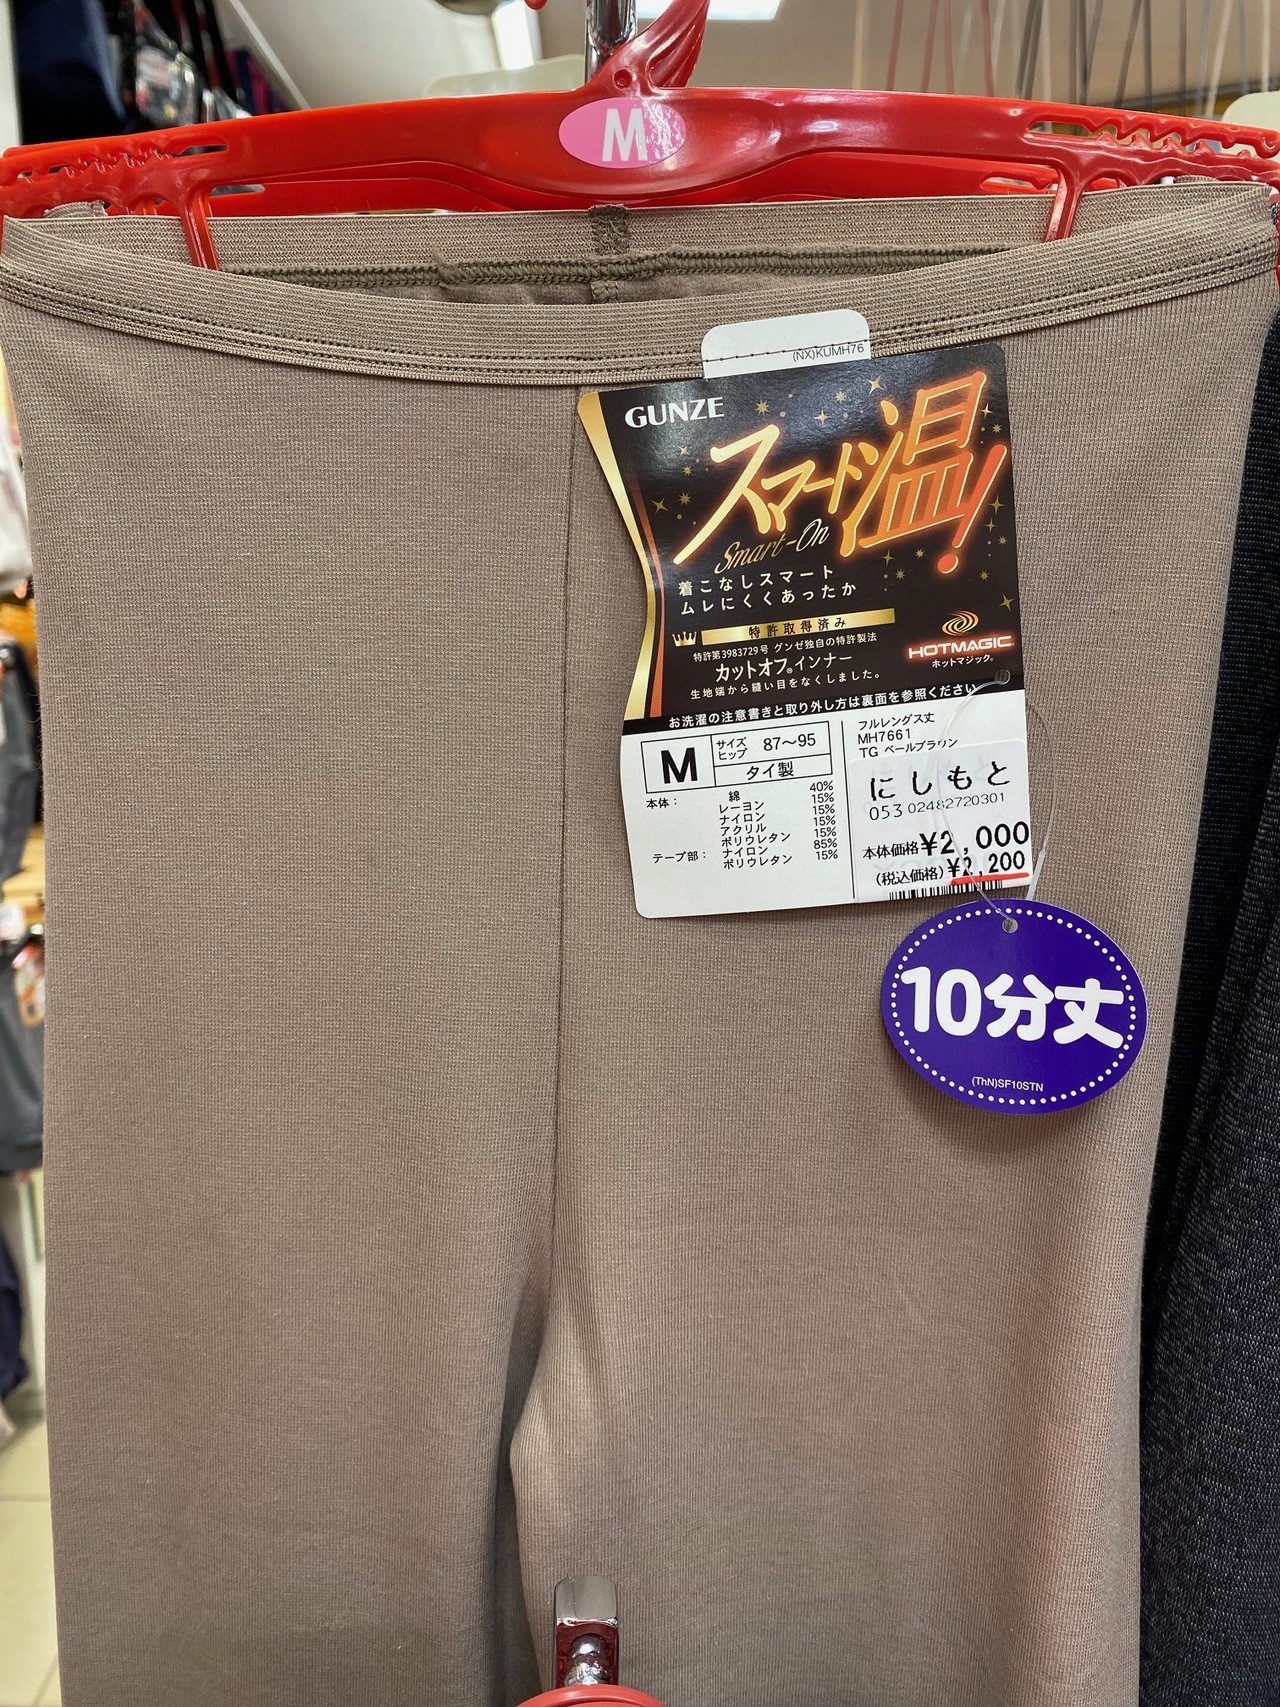 M
(NX)KUMH76
GUNZE
スマート温!
Smart-On
着こなしスマート
ムレにくくあったか
特許取得済み
特許第3983729号 グンゼ独自の特許製法
カットオフ®インナー
生地端から縫い目をなくしました。
HOTMAGIC
ホットマジック®
お洗濯の注意書きと取り外し方は裏面を参照ください
M
サイズ
ヒップ 87〜95
タイ製
本体: 綿 40%
レーヨン 15%
ナイロン 15%
アクリル 15%
ポリウレタン 15%
テープ部: ナイロン 85%
ポリウレタン 15%
フルレングス丈
MH7661
TG ペールブラウン
にしもと
053 02482720301
本体価格¥2,000
(税込価格)¥2,200
10分丈
(ThN)SF10STN